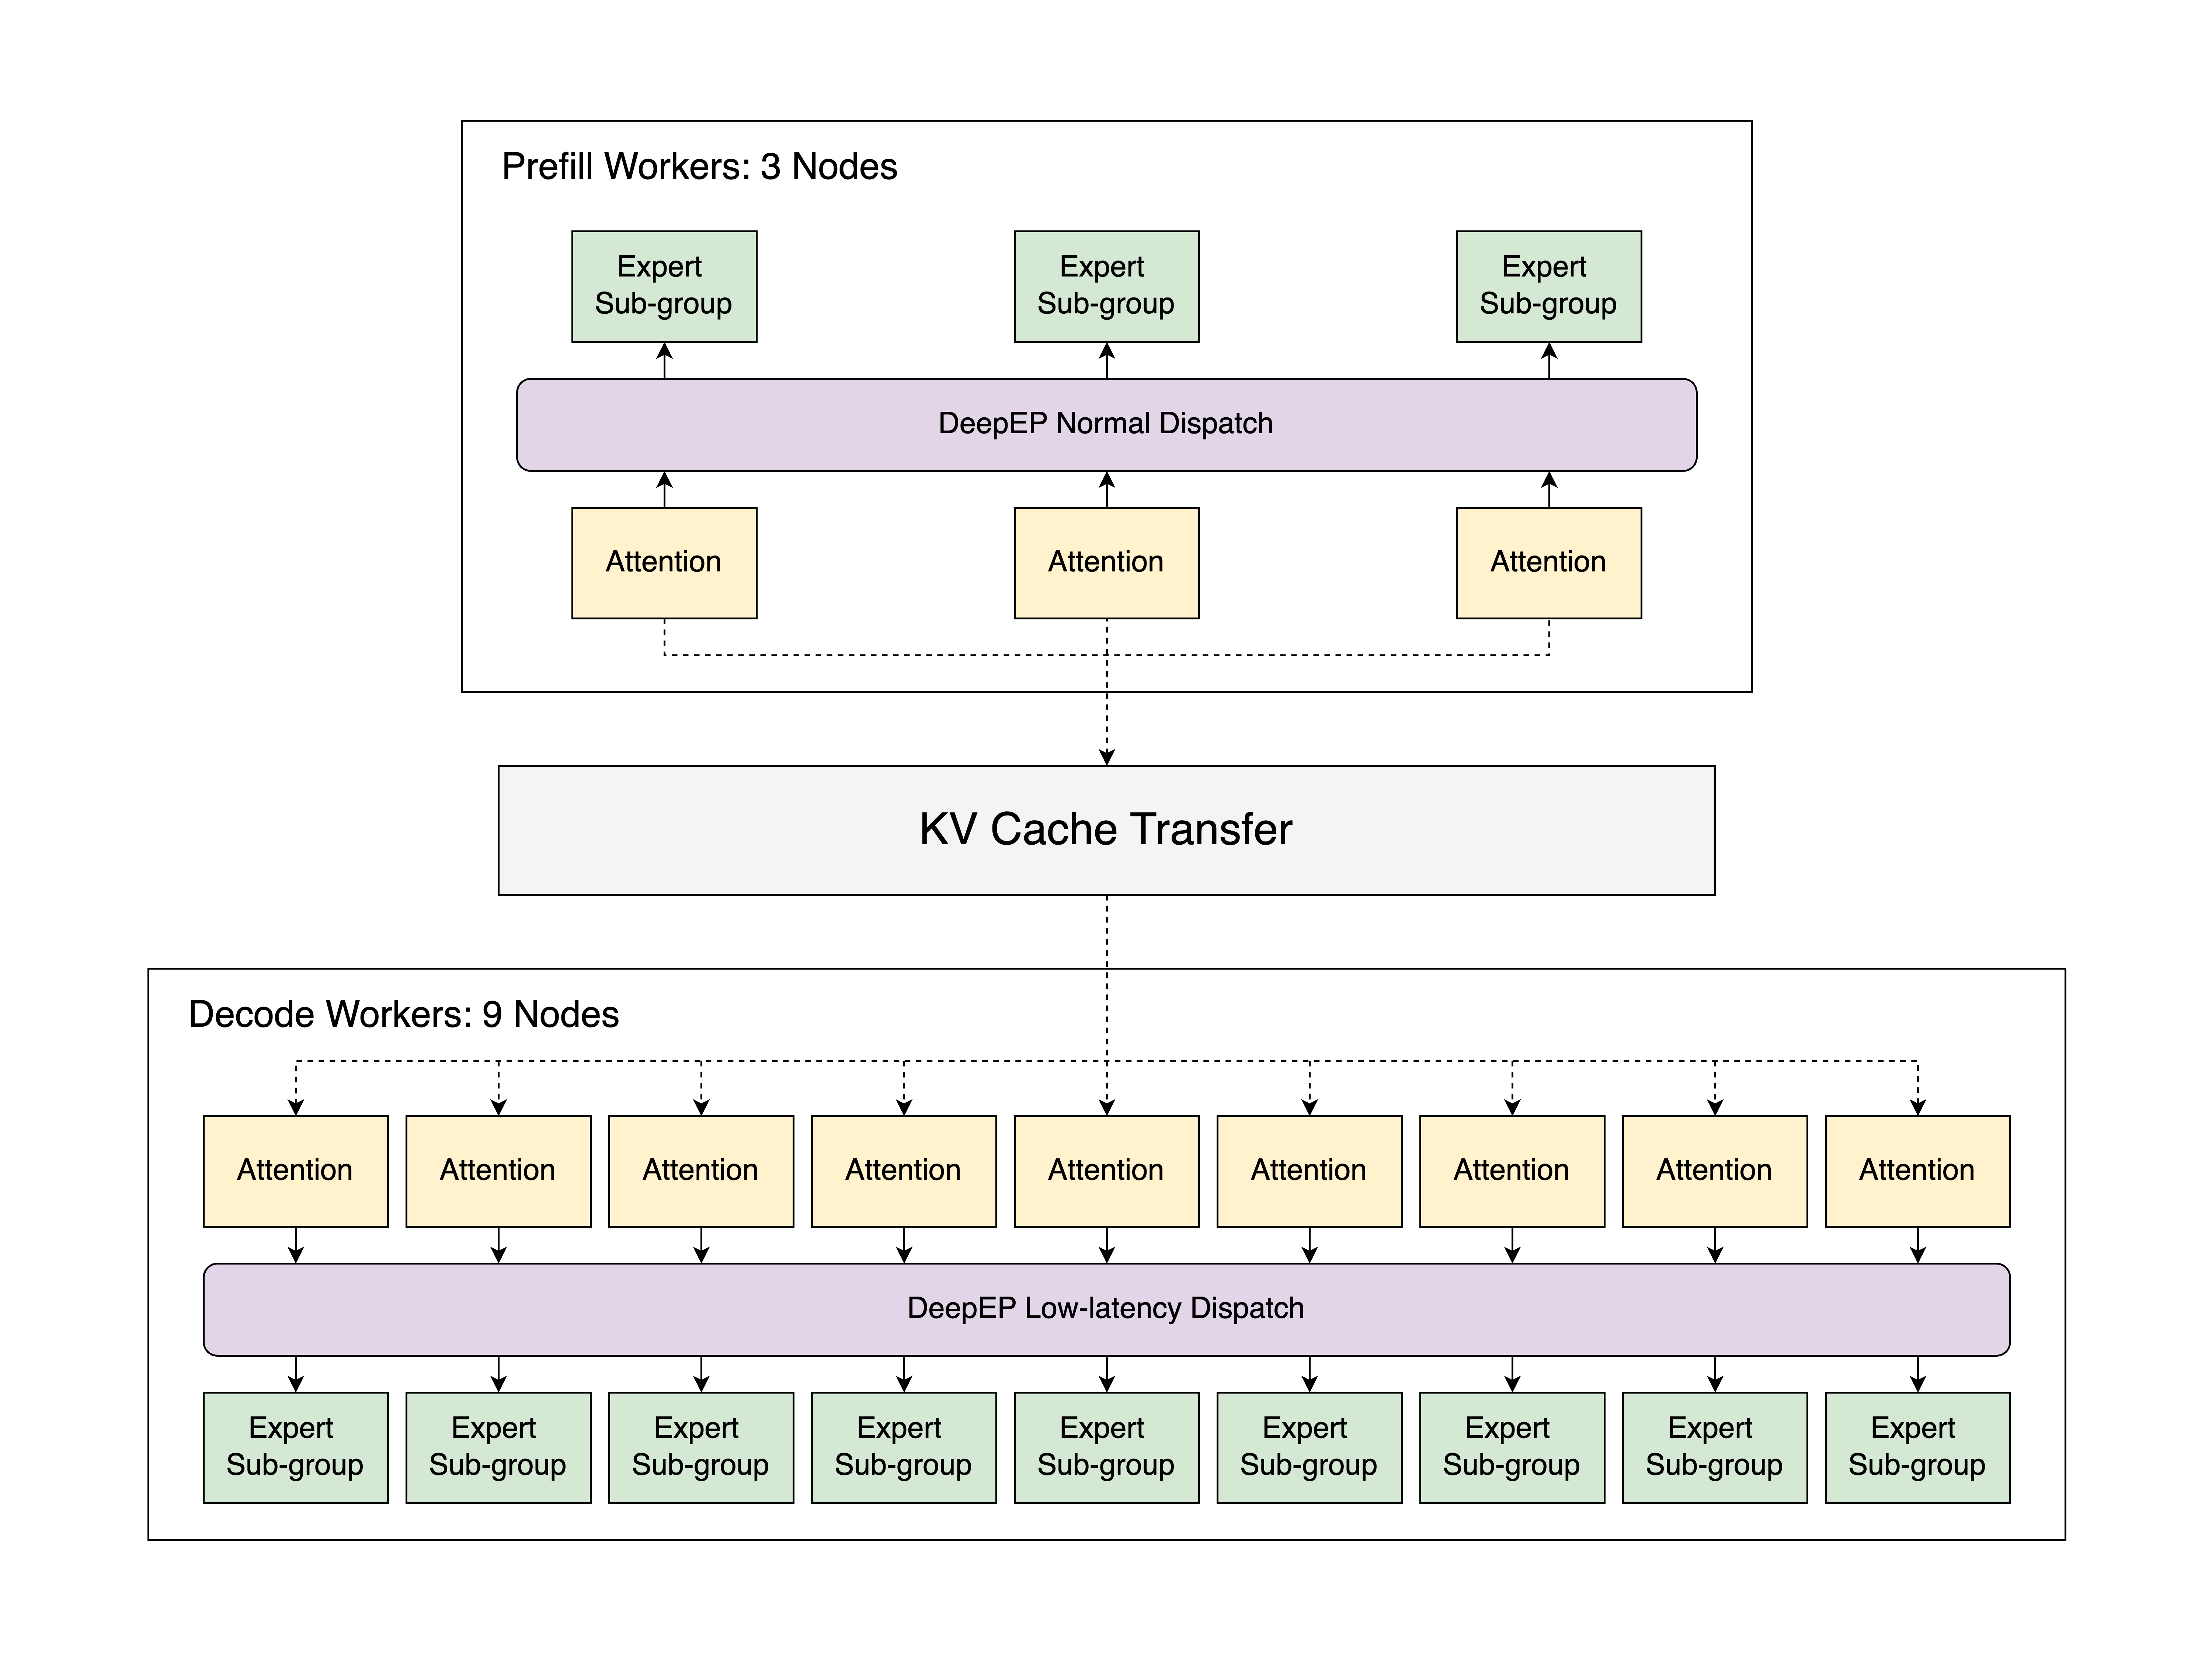 Prefill Workers: 3 Nodes
Expert
Sub-group
Expert
Sub-group
Expert
Sub-group
DeepEP Normal Dispatch
Attention
Attention
Attention
KV Cache Transfer
Decode Workers: 9 Nodes
Attention
Attention
Attention
Attention
Attention
Attention
Attention
Attention
Attention
DeepEP Low-latency Dispatch
Expert
Sub-group
Expert
Sub-group
Expert
Sub-group
Expert
Sub-group
Expert
Sub-group
Expert
Sub-group
Expert
Sub-group
Expert
Sub-group
Expert
Sub-group